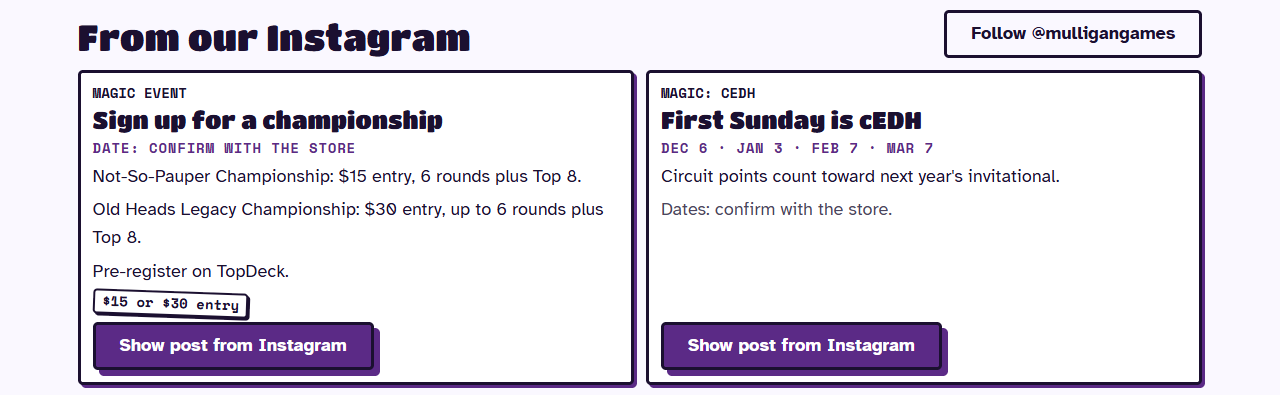 From our Instagram
Follow @mulligangames
MAGIC EVENT
Sign up for a championship
DATE: CONFIRM WITH THE STORE
Not-So-Pauper Championship: $15 entry, 6 rounds plus Top 8.
Old Heads Legacy Championship: $30 entry, up to 6 rounds plus
Top 8.
Pre-register on TopDeck.
$15 or $30 entry
Show post from Instagram
MAGIC: CEDH
First Sunday is cEDH
DEC 6 · JAN 3 · FEB 7 · MAR 7
Circuit points count toward next year's invitational.
Dates: confirm with the store.
Show post from Instagram